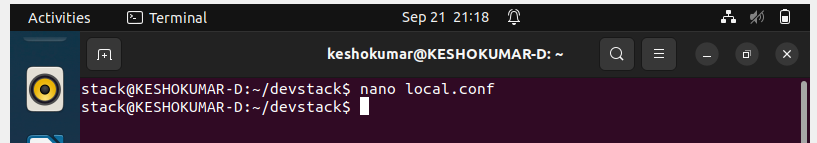 Activities Terminal Sep 21 21:18
keshokumar@KESHOKUMAR-D: ~
stack@KESHOKUMAR-D:~/devstack$ nano local.conf
stack@KESHOKUMAR-D:~/devstack$